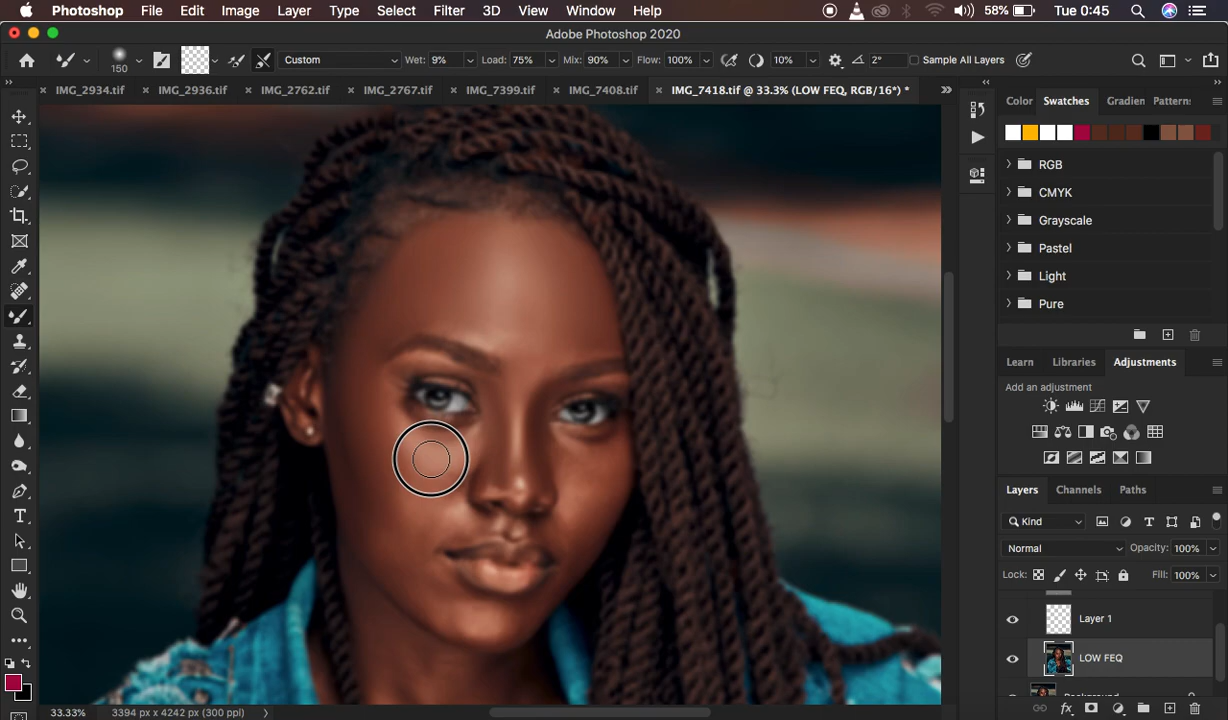 Photoshop File Edit Image Layer Type Select Filter 3D View Window Help 58% Tue 0:45
Adobe Photoshop 2020
150 Custom Wet: 9% Load: 75% Mix: 90% Flow: 100% 10% 2° Sample All Layers
IMG_2934.tif IMG_2936.tif IMG_2762.tif IMG_2767.tif IMG_7399.tif IMG_7408.tif IMG_7418.tif @ 33.3% (LOW FEQ, RGB/16*) *
Color Swatches Gradien Pattern:
RGB
CMYK
Grayscale
Pastel
Light
Pure
Learn Libraries Adjustments
Add an adjustment
Layers Channels Paths
Kind
Normal Opacity: 100%
Lock: Fill: 100%
Layer 1
LOW FEQ
Background
33.33% 3394 px x 4242 px (300 ppi)